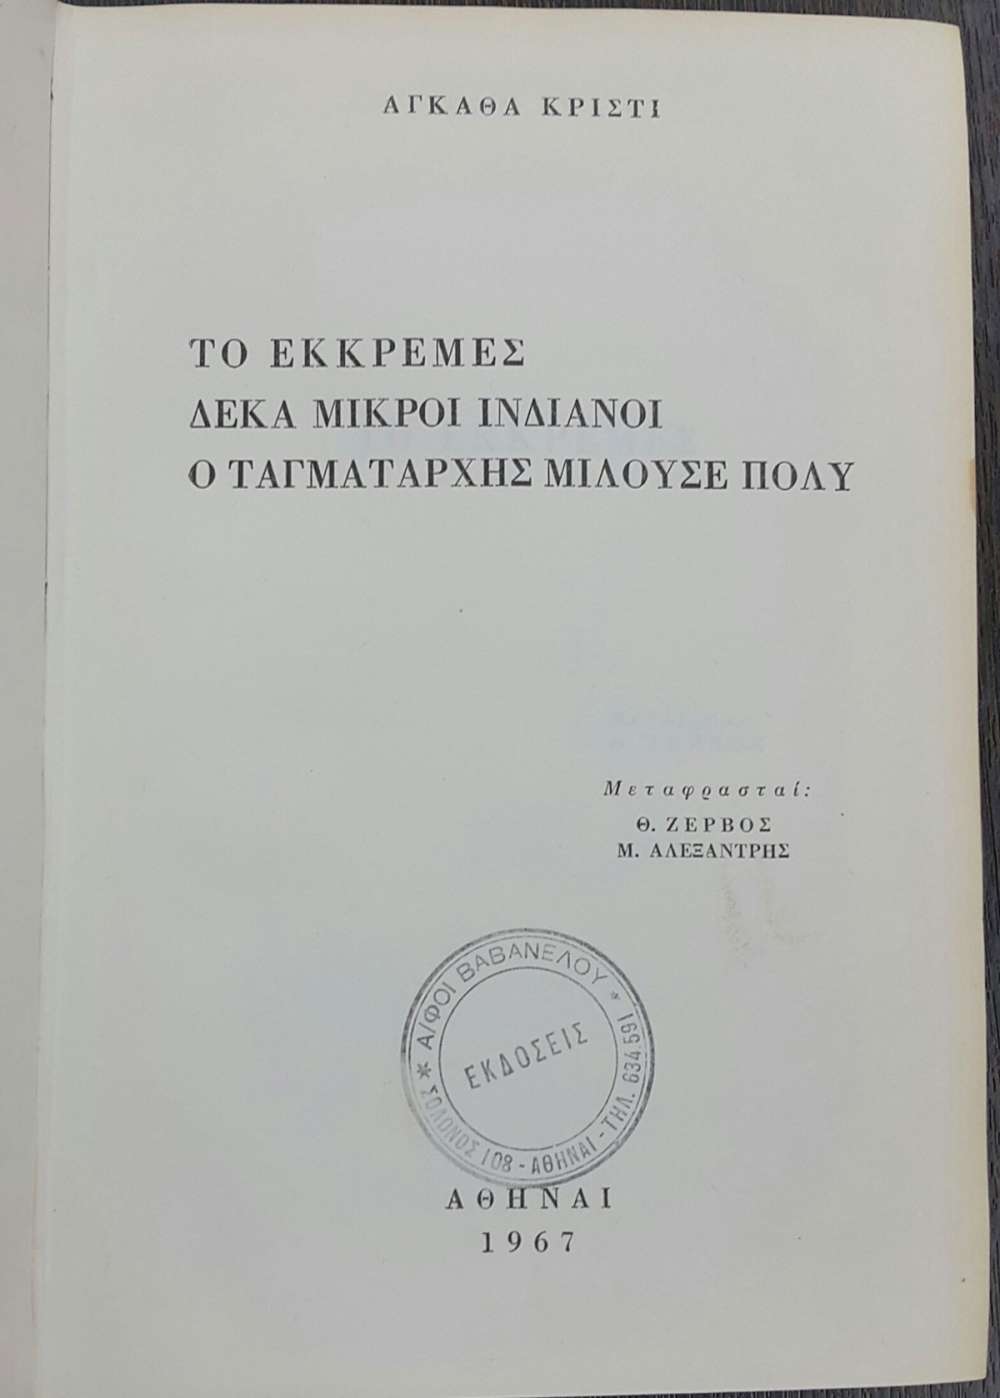 ΑΓΚΑΘΑ ΚΡΙΣΤΙ
ΤΟ ΕΚΚΡΕΜΕΣ
ΔΕΚΑ ΜΙΚΡΟΙ ΙΝΔΙΑΝΟΙ
Ο ΤΑΓΜΑΤΑΡΧΗΣ ΜΙΛΟΥΣΕ ΠΟΛΥ
Μεταφρασταί:
Θ. ΖΕΡΒΟΣ
Μ. ΑΛΕΞΑΝΤΡΗΣ
* Α/ΦΟΙ ΒΑΒΑΝΕΛΟΥ *
ΕΚΔΟΣΕΙΣ
ΣΟΛΩΝΟΣ 108 - ΑΘΗΝΑΙ - ΤΗΛ. 634.591
ΑΘΗΝΑΙ
1967